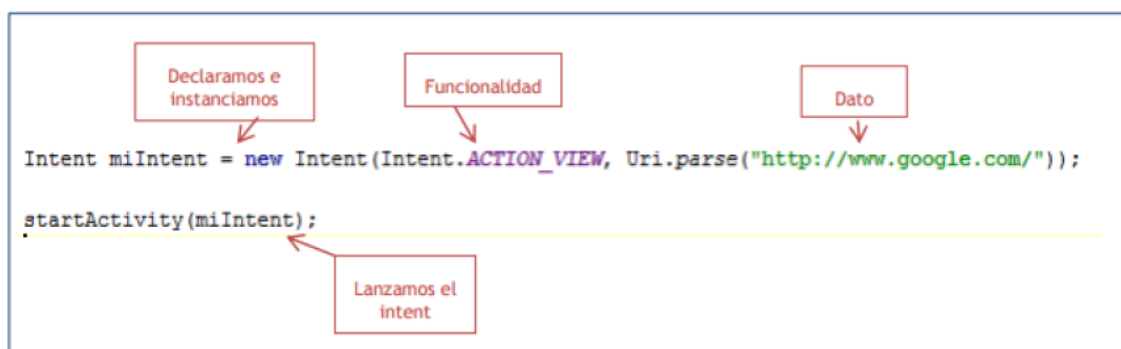 Declaramos e
instanciamos
Funcionalidad
Dato
Intent miIntent = new Intent(Intent.ACTION_VIEW, Uri.parse("http://www.google.com/"));
startActivity(miIntent);
Lanzamos el
intent